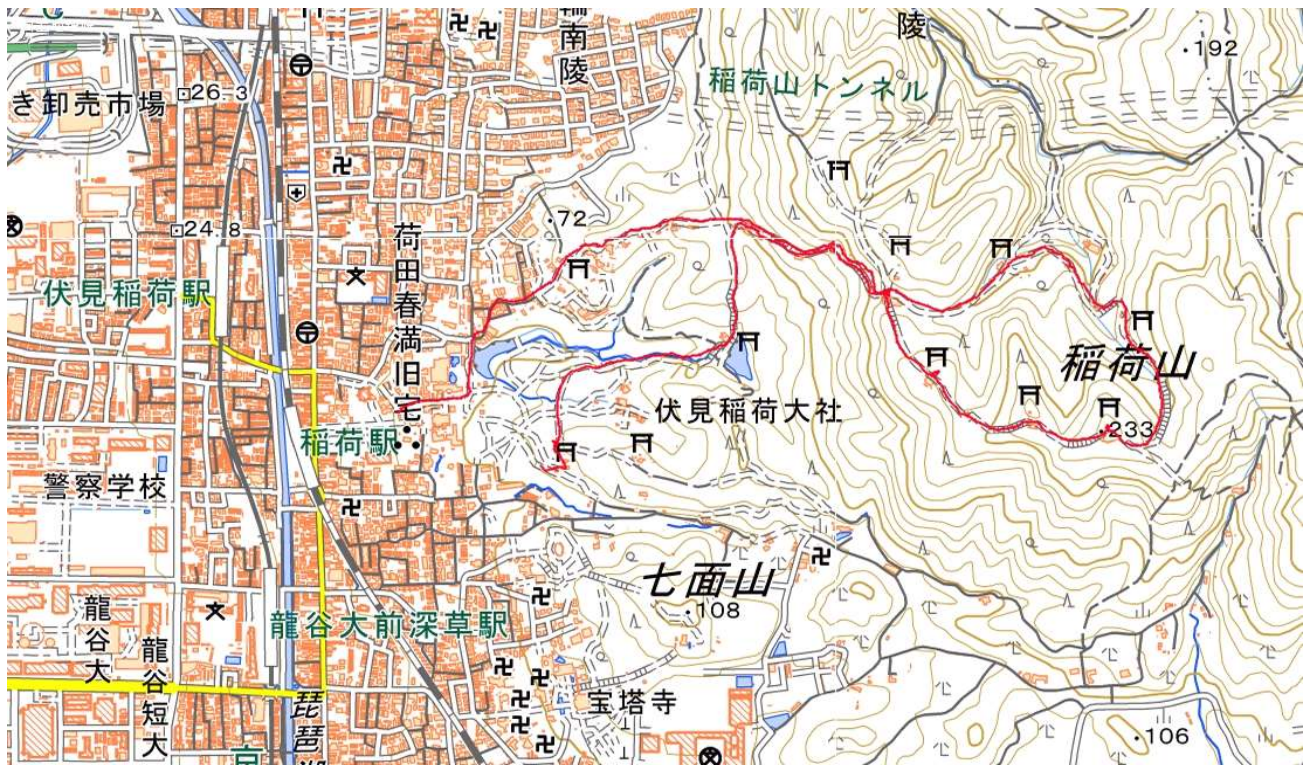 輪南陵
陵
・192
稲荷山トンネル
26.3
き卸売市場
・72
24.8
荷田春満旧宅
伏見稲荷駅
稲荷山
伏見稲荷大社
・233
稲荷駅
警察学校
七面山
・108
龍谷大
龍谷大前深草駅
龍谷短大
宝塔寺
琵琶
・106
京